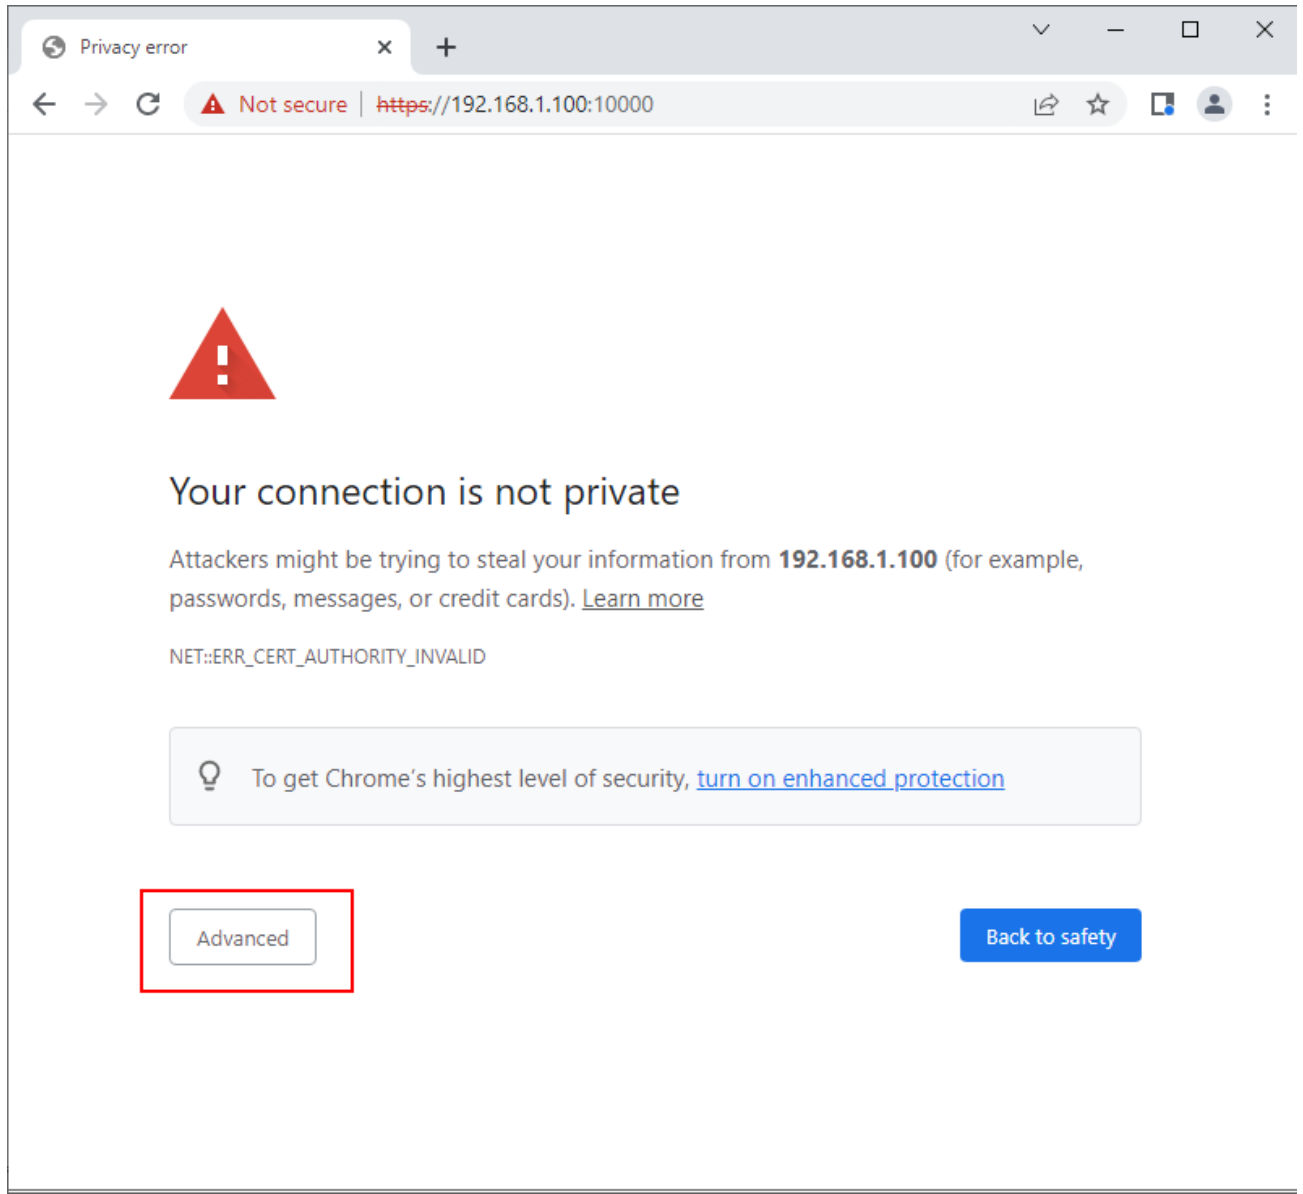 Privacy error
Not secure | https://192.168.1.100:10000
Your connection is not private
Attackers might be trying to steal your information from 192.168.1.100 (for example,
passwords, messages, or credit cards). Learn more
NET::ERR_CERT_AUTHORITY_INVALID
To get Chrome's highest level of security, turn on enhanced protection
Advanced
Back to safety